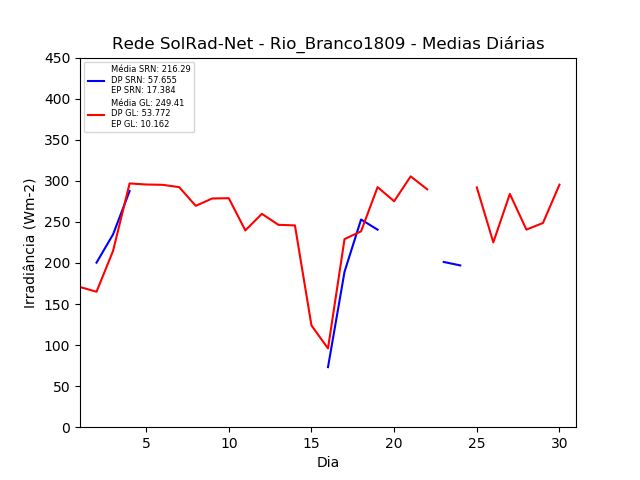 Rede SolRad-Net - Rio_Branco1809 - Medias Diárias
Média SRN: 216.29
DP SRN: 57.655
EP SRN: 17.384
Média GL: 249.41
DP GL: 53.772
EP GL: 10.162
450
400
350
300
250
200
150
100
50
0
Irradiância (Wm-2)
5
10
15
20
25
30
Dia